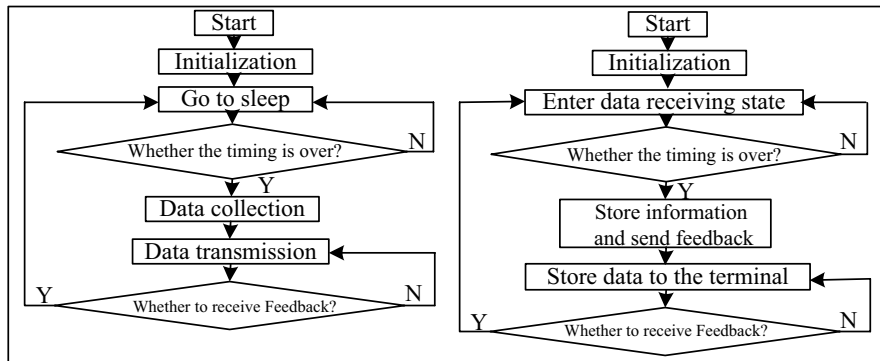 Start
Initialization
Go to sleep
N
Whether the timing is over?
Y
Data collection
Data transmission
Y
N
Whether to receive Feedback?
Start
Initialization
Enter data receiving state
N
Whether the timing is over?
Y
Store information
and send feedback
Store data to the terminal
Y
N
Whether to receive Feedback?